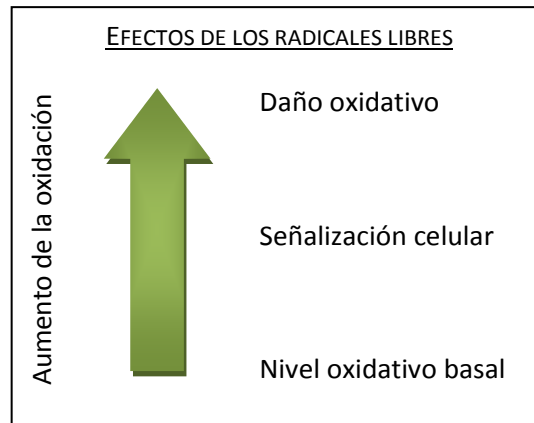 EFECTOS DE LOS RADICALES LIBRES
Aumento de la oxidación
Daño oxidativo
Señalización celular
Nivel oxidativo basal